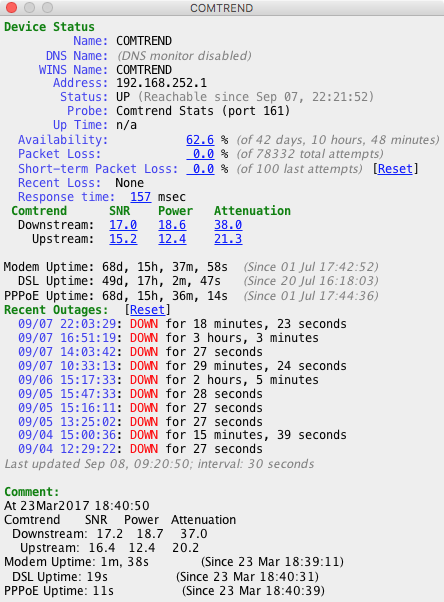 COMTREND
Device Status
Name: COMTREND
DNS Name: (DNS monitor disabled)
WINS Name: COMTREND
Address: 192.168.252.1
Status: UP (Reachable since Sep 07, 22:21:52)
Probe: Comtrend Stats (port 161)
Up Time: n/a
Availability: 62.6 % (of 42 days, 10 hours, 48 minutes)
Packet Loss: 0.0 % (of 78332 total attempts)
Short-term Packet Loss: 0.0 % (of 100 last attempts) [Reset]
Recent Loss: None
Response time: 157 msec
Comtrend SNR Power Attenuation
Downstream: 17.0 18.6 38.0
Upstream: 15.2 12.4 21.3
Modem Uptime: 68d, 15h, 37m, 58s (Since 01 Jul 17:42:52)
DSL Uptime: 49d, 17h, 2m, 47s (Since 20 Jul 16:18:03)
PPPoE Uptime: 68d, 15h, 36m, 14s (Since 01 Jul 17:44:36)
Recent Outages: [Reset]
09/07 22:03:29: DOWN for 18 minutes, 23 seconds
09/07 16:51:19: DOWN for 3 hours, 3 minutes
09/07 14:03:42: DOWN for 27 seconds
09/07 10:33:13: DOWN for 29 minutes, 24 seconds
09/06 15:17:33: DOWN for 2 hours, 5 minutes
09/05 15:47:33: DOWN for 28 seconds
09/05 15:16:11: DOWN for 27 seconds
09/05 13:25:02: DOWN for 27 seconds
09/04 15:00:36: DOWN for 15 minutes, 39 seconds
09/04 12:29:22: DOWN for 27 seconds
Last updated Sep 08, 09:20:50; interval: 30 seconds
Comment:
At 23Mar2017 18:40:50
Comtrend SNR Power Attenuation
Downstream: 17.2 18.7 37.0
Upstream: 16.4 12.4 20.2
Modem Uptime: 1m, 38s (Since 23 Mar 18:39:11)
DSL Uptime: 19s (Since 23 Mar 18:40:31)
PPPoE Uptime: 11s (Since 23 Mar 18:40:39)